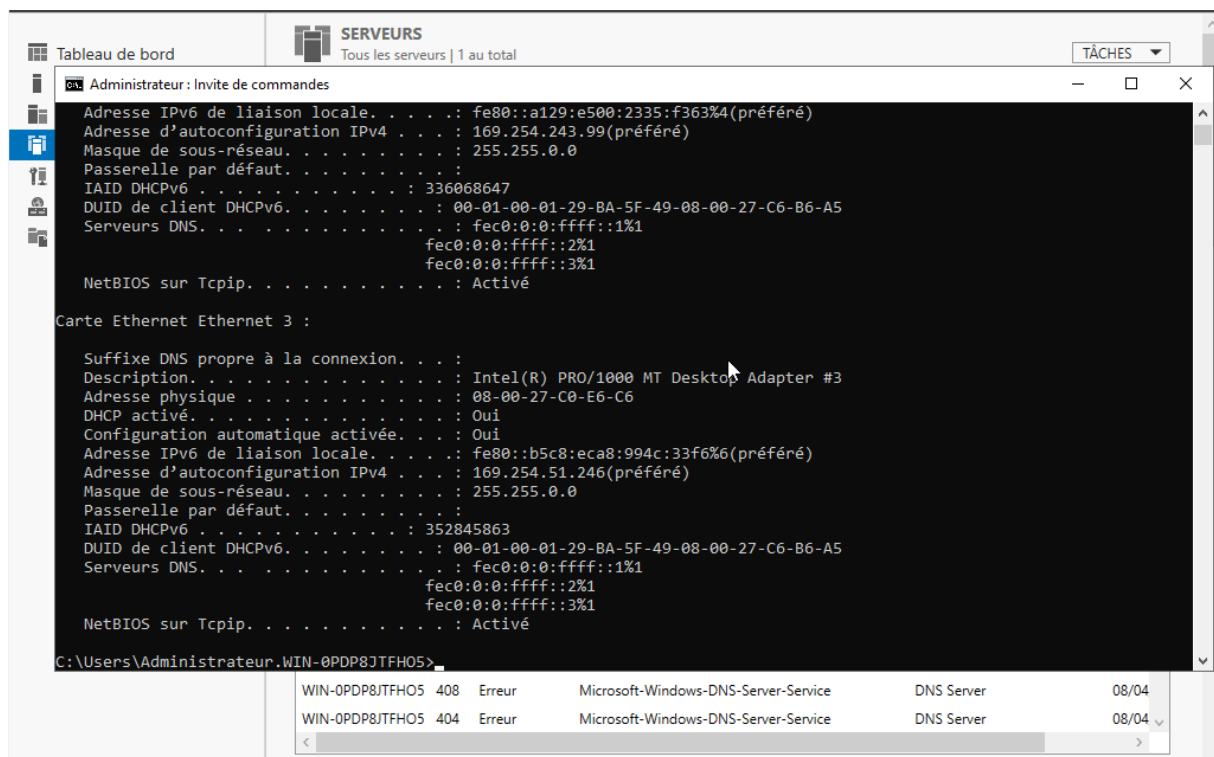 SERVEURS
Tous les serveurs | 1 au total
Tableau de bord
TÂCHES
Administrateur : Invite de commandes
Adresse IPv6 de liaison locale. . . . .: fe80::a129:e500:2335:f363%4(préféré)
Adresse d’autoconfiguration IPv4 . . . : 169.254.243.99(préféré)
Masque de sous-réseau. . . . . . . . . : 255.255.0.0
Passerelle par défaut. . . . . . . . . :
IAID DHCPv6 . . . . . . . . . . . : 336068647
DUID de client DHCPv6. . . . . . . . : 00-01-00-01-29-BA-5F-49-08-00-27-C6-B6-A5
Serveurs DNS. . .  . . . . . . . . . . : fec0:0:0:ffff::1%1
fec0:0:0:ffff::2%1
fec0:0:0:ffff::3%1
NetBIOS sur Tcpip. . . . . . . . . . . : Activé
Carte Ethernet Ethernet 3 :
Suffixe DNS propre à la connexion. . . :
Description. . . . . . . . . . . . . . : Intel(R) PRO/1000 MT Desktop Adapter #3
Adresse physique . . . . . . . . . . . : 08-00-27-C0-E6-C6
DHCP activé. . . . . . . . . . . . . . : Oui
Configuration automatique activée. . . : Oui
Adresse IPv6 de liaison locale. . . . .: fe80::b5c8:eca8:994c:33f6%6(préféré)
Adresse d’autoconfiguration IPv4 . . . : 169.254.51.246(préféré)
Masque de sous-réseau. . . . . . . . . : 255.255.0.0
Passerelle par défaut. . . . . . . . . :
IAID DHCPv6 . . . . . . . . . . . : 352845863
DUID de client DHCPv6. . . . . . . . : 00-01-00-01-29-BA-5F-49-08-00-27-C6-B6-A5
Serveurs DNS. . .  . . . . . . . . . . : fec0:0:0:ffff::1%1
fec0:0:0:ffff::2%1
fec0:0:0:ffff::3%1
NetBIOS sur Tcpip. . . . . . . . . . . : Activé
C:\Users\Administrateur.WIN-0PDP8JTFHO5>
WIN-0PDP8JTFHO5 408 Erreur Microsoft-Windows-DNS-Server-Service DNS Server 08/04
WIN-0PDP8JTFHO5 404 Erreur Microsoft-Windows-DNS-Server-Service DNS Server 08/04